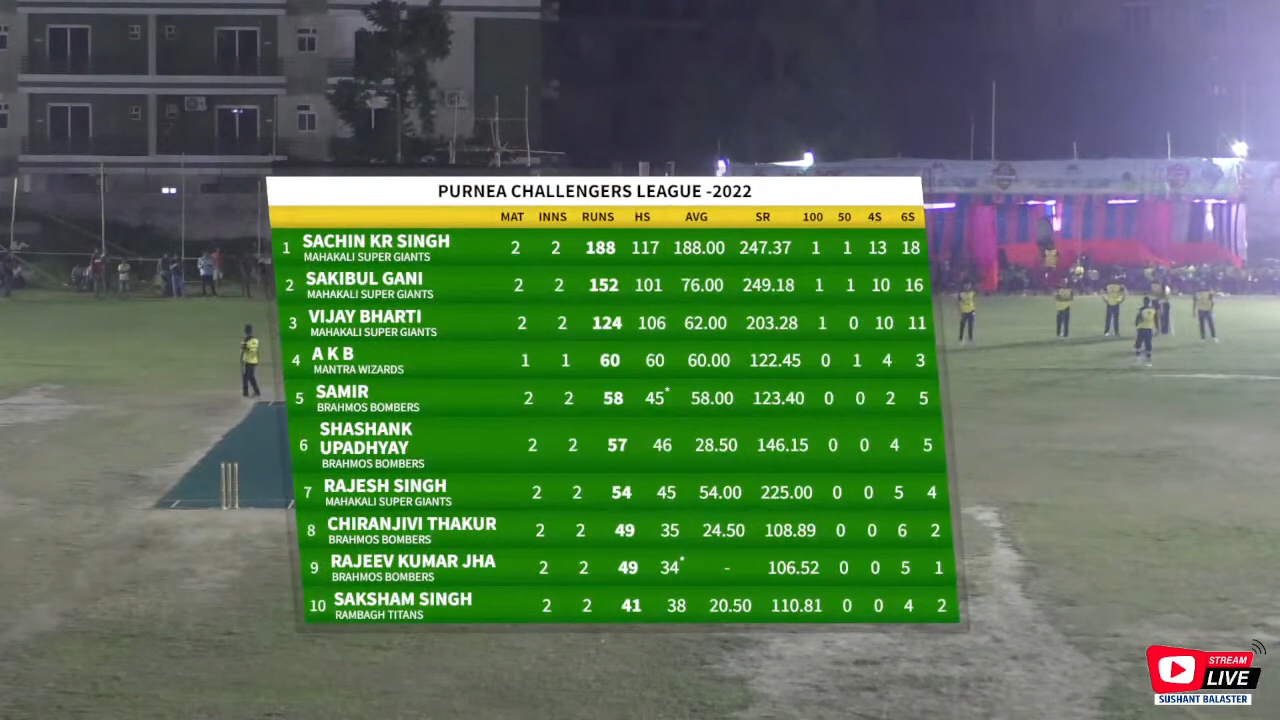 PURNEA CHALLENGERS LEAGUE -2022
MAT INNS RUNS HS AVG SR 100 50 4S 6S
1 SACHIN KR SINGH 2 2 188 117 188.00 247.37 1 1 13 18
MAHAKALI SUPER GIANTS
2 SAKIBUL GANI 2 2 152 101 76.00 249.18 1 1 10 16
MAHAKALI SUPER GIANTS
3 VIJAY BHARTI 2 2 124 106 62.00 203.28 1 0 10 11
MAHAKALI SUPER GIANTS
4 A K B 1 1 60 60 60.00 122.45 0 1 4 3
MANTRA WIZARDS
5 SAMIR 2 2 58 45* 58.00 123.40 0 0 2 5
BRAHMOS BOMBERS
6 SHASHANK
UPADHYAY 2 2 57 46 28.50 146.15 0 0 4 5
BRAHMOS BOMBERS
7 RAJESH SINGH 2 2 54 45 54.00 225.00 0 0 5 4
MAHAKALI SUPER GIANTS
8 CHIRANJIVI THAKUR 2 2 49 35 24.50 108.89 0 0 6 2
BRAHMOS BOMBERS
9 RAJEEV KUMAR JHA 2 2 49 34* - 106.52 0 0 5 1
BRAHMOS BOMBERS
10 SAKSHAM SINGH 2 2 41 38 20.50 110.81 0 0 4 2
RAMBAGH TITANS
STREAM
LIVE
SUSHANT BALASTER